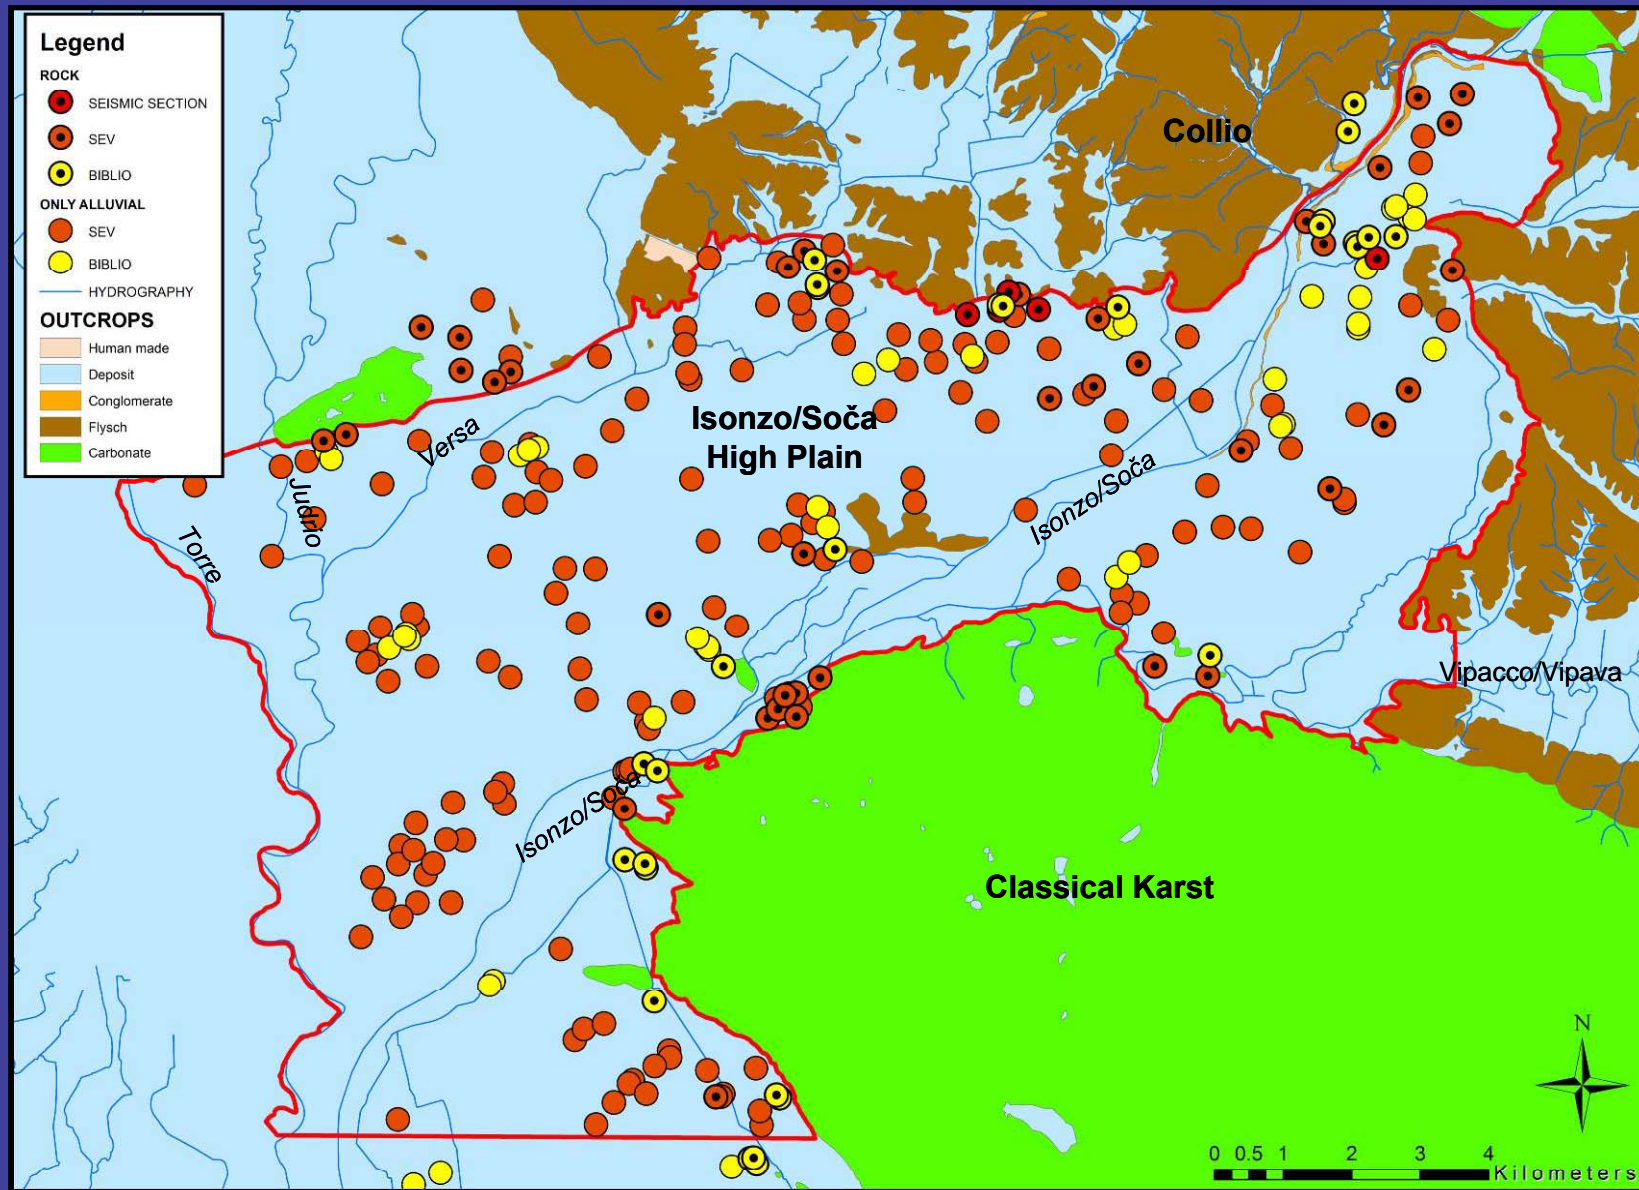 Legend
ROCK
SEISMIC SECTION
SEV
BIBLIO
ONLY ALLUVIAL
SEV
BIBLIO
HYDROGRAPHY
OUTCROPS
Human made
Deposit
Conglomerate
Flysch
Carbonate
Collio
Isonzo/Soča
High Plain
Versa
Judrio
Torre
Isonzo/Soča
Vipacco/Vipava
Isonzo/Soča
Classical Karst
N
0 0.5 1 2 3 4
Kilometers